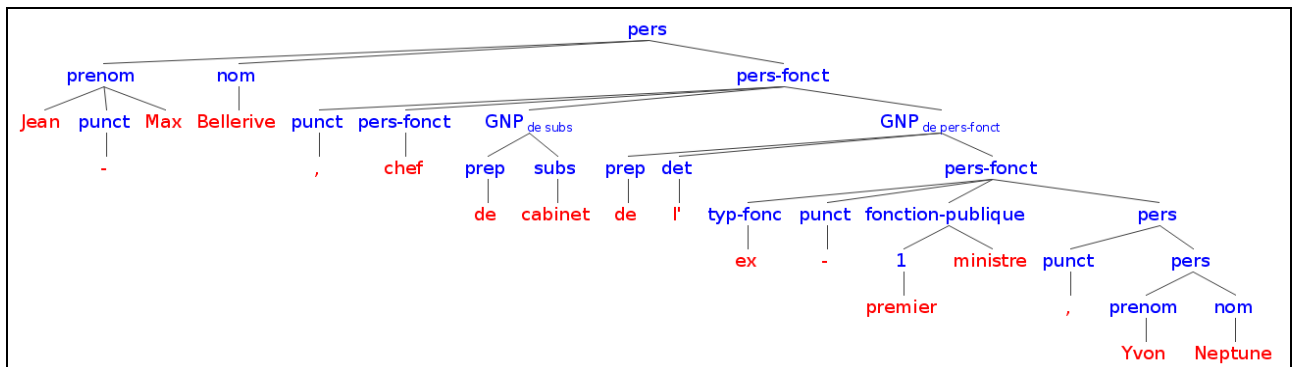 pers
prenom nom pers-fonct
Jean punct Max Bellerive punct pers-fonct GNP de subs GNP de pers-fonct
- , chef prep subs prep det pers-fonct
de cabinet de l' typ-fonc punct fonction-publique pers
ex - 1 ministre punct pers
premier , prenom nom
Yvon Neptune